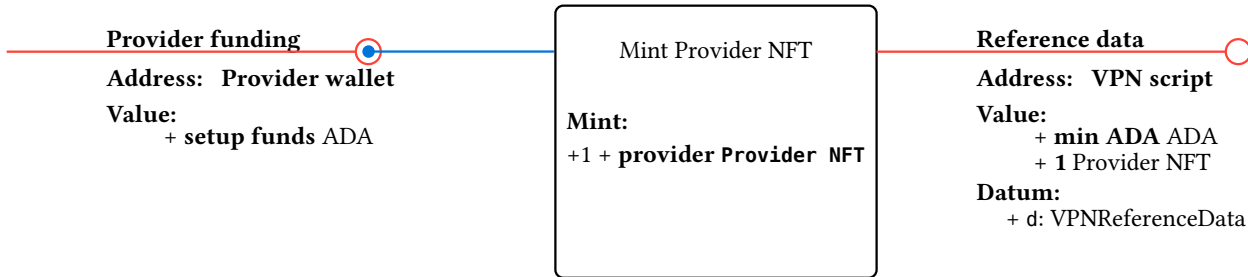 Provider funding
Address: Provider wallet
Value:
+ setup funds ADA
Mint Provider NFT
Mint:
+1 + provider Provider NFT
Reference data
Address: VPN script
Value:
+ min ADA ADA
+ 1 Provider NFT
Datum:
+ d: VPNReferenceData